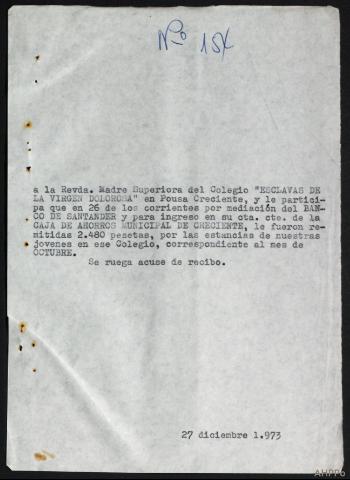 Nº 154
a la Revda. Madre Superiora del Colegio "ESCLAVAS DE
LA VIRGEN DOLOROSA" en Pousa Creciente, y le partici-
pa que en 26 de los corrientes por mediación del BAN-
CO DE SANTANDER y para ingreso en su cta. cte. de la
CAJA DE AHORROS MUNICIPAL DE CRECIENTE, le fueron re-
mitidas 2.480 pesetas, por las estancias de nuestras
jovenes en ese Colegio, correspondiente al mes de
OCTUBRE.
Se ruega acuse de recibo.
27 diciembre 1.973
AHPPo